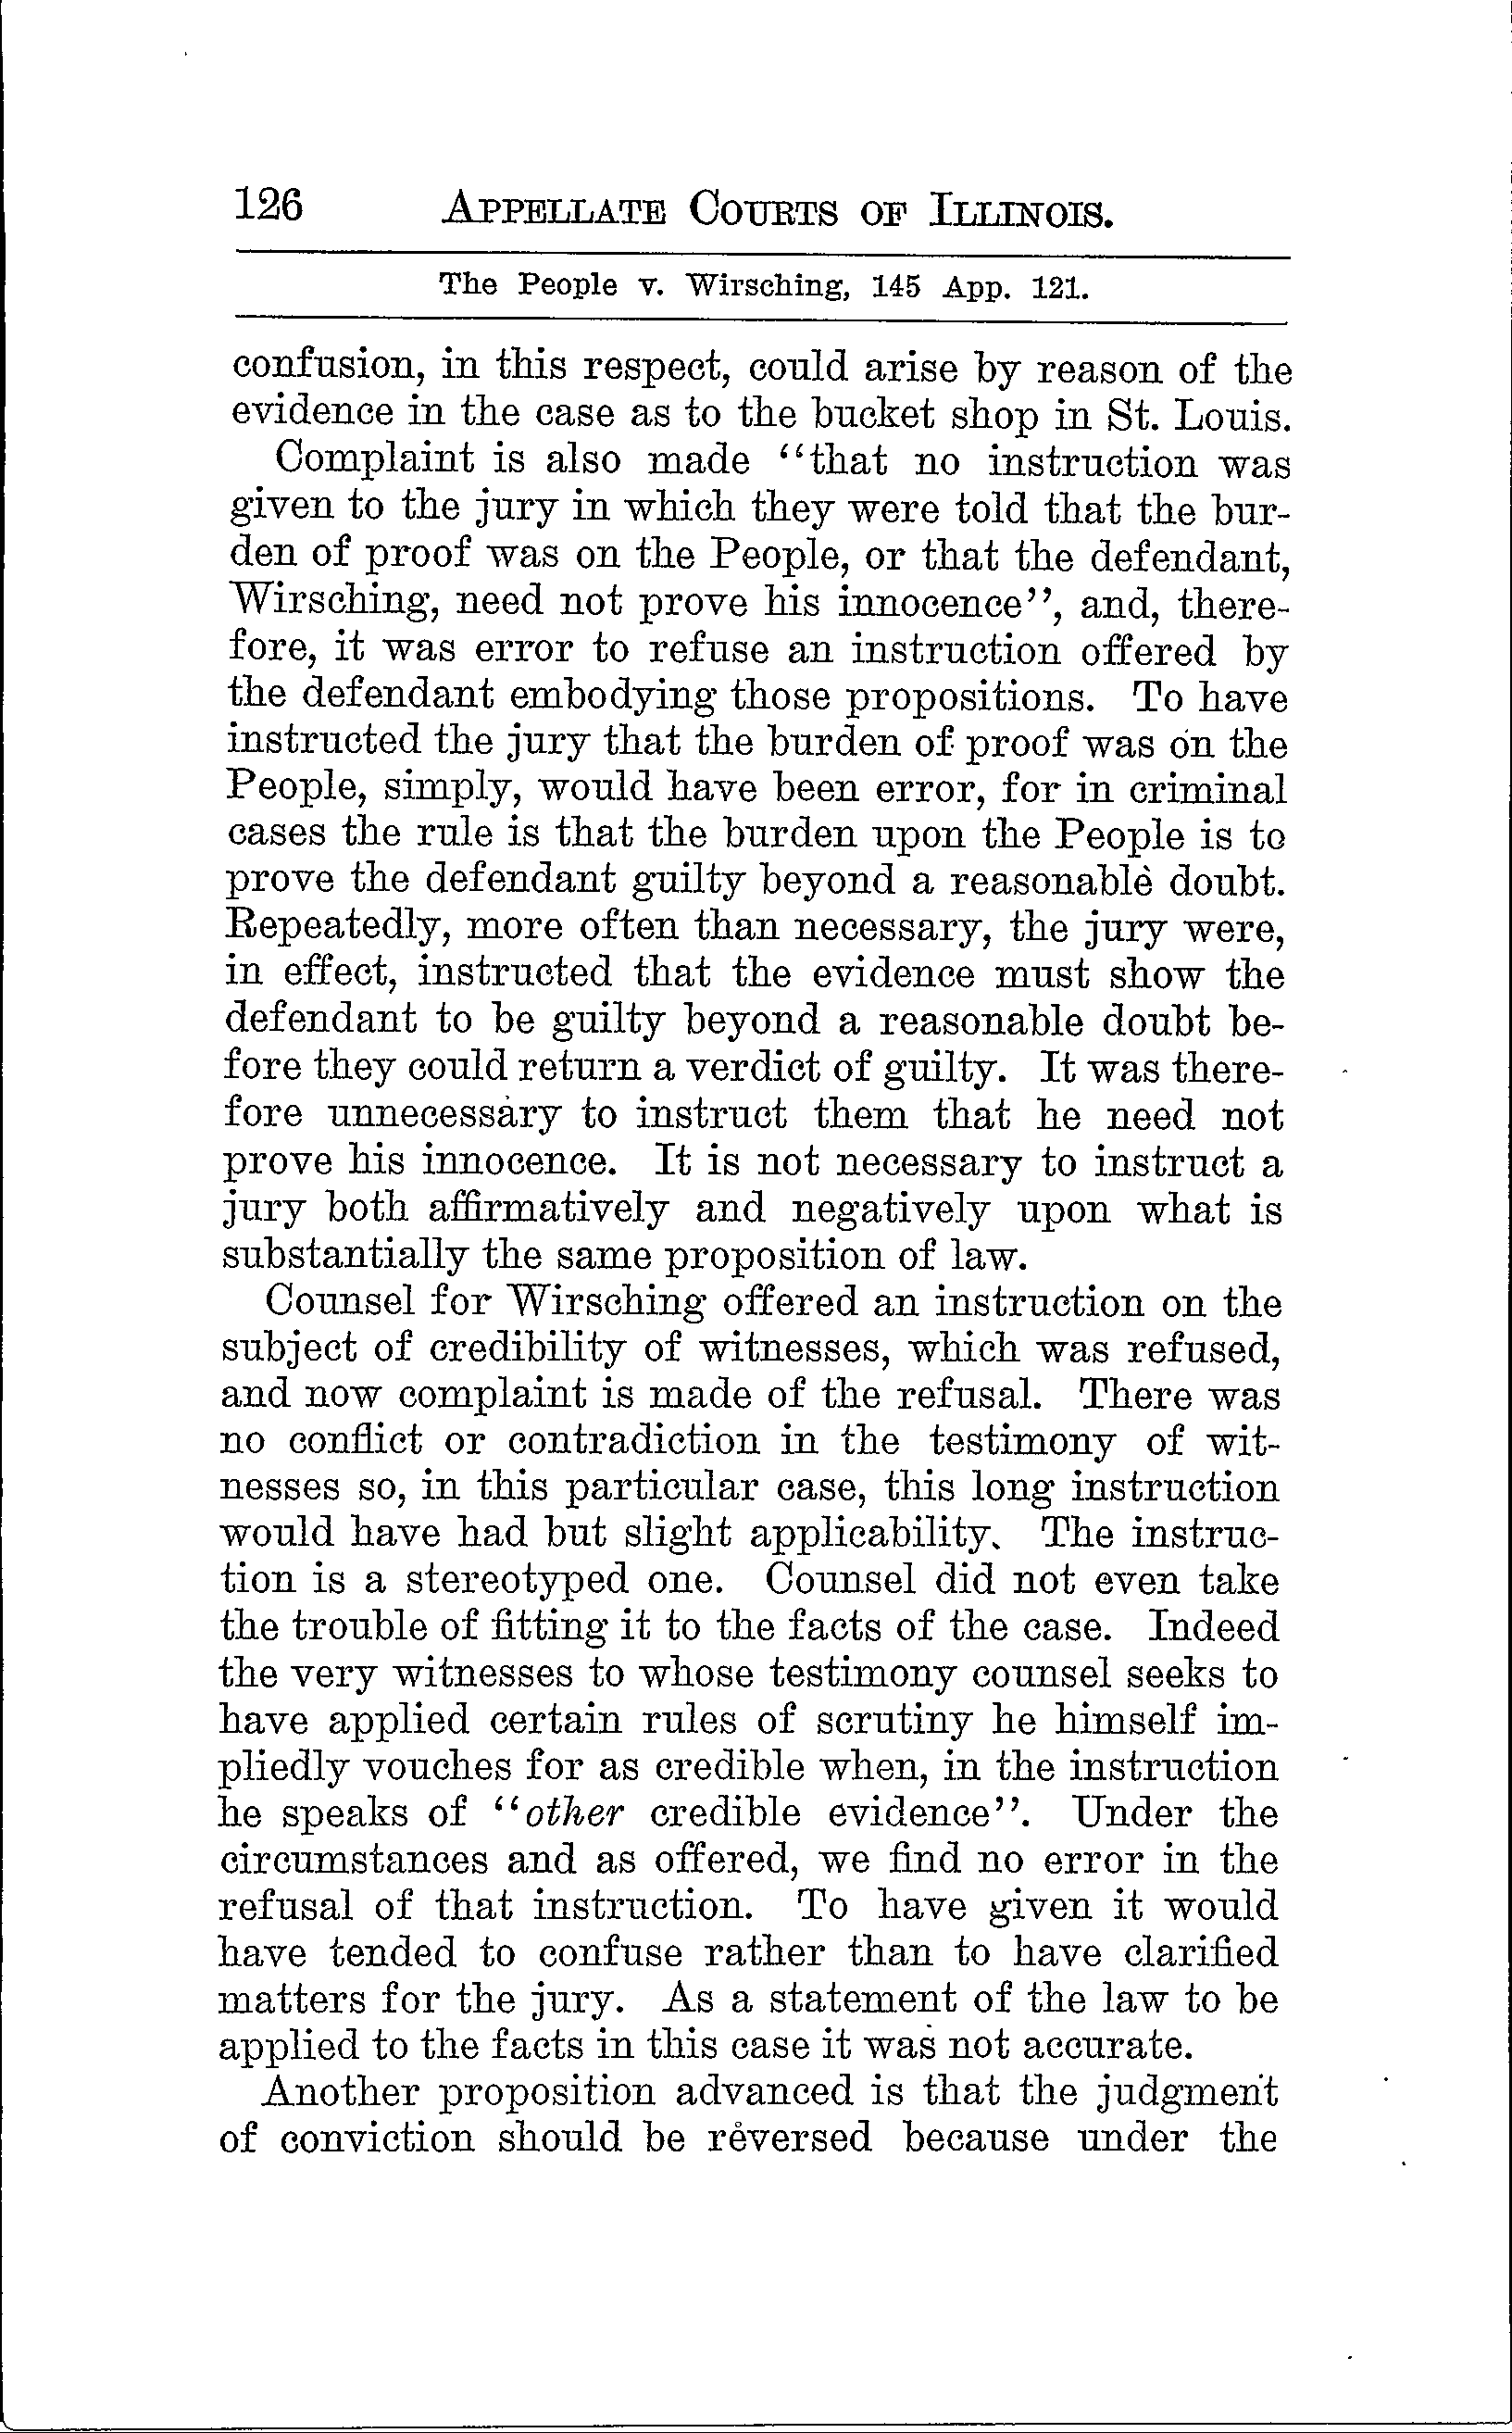 126 APPELLATE COURTS OF ILLINOIS.
The People v. Wirsching, 145 App. 121.
confusion, in this respect, could arise by reason of the
evidence in the case as to the bucket shop in St. Louis.
Complaint is also made ‘‘that no instruction was
given to the jury in which they were told that the bur-
den of proof was on the People, or that the defendant,
Wirsching, need not prove his innocence’’, and, there-
fore, it was error to refuse an instruction offered by
the defendant embodying those propositions. To have
instructed the jury that the burden of proof was on the
People, simply, would have been error, for in criminal
cases the rule is that the burden upon the People is to
prove the defendant guilty beyond a reasonable doubt.
Repeatedly, more often than necessary, the jury were,
in effect, instructed that the evidence must show the
defendant to be guilty beyond a reasonable doubt be-
fore they could return a verdict of guilty. It was there-
fore unnecessary to instruct them that he need not
prove his innocence. It is not necessary to instruct a
jury both affirmatively and negatively upon what is
substantially the same proposition of law.
Counsel for Wirsching offered an instruction on the
subject of credibility of witnesses, which was refused,
and now complaint is made of the refusal. There was
no conflict or contradiction in the testimony of wit-
nesses so, in this particular case, this long instruction
would have had but slight applicability. The instruc-
tion is a stereotyped one. Counsel did not even take
the trouble of fitting it to the facts of the case. Indeed
the very witnesses to whose testimony counsel seeks to
have applied certain rules of scrutiny he himself im-
pliedly vouches for as credible when, in the instruction
he speaks of ‘‘other credible evidence’’. Under the
circumstances and as offered, we find no error in the
refusal of that instruction. To have given it would
have tended to confuse rather than to have clarified
matters for the jury. As a statement of the law to be
applied to the facts in this case it was not accurate.
Another proposition advanced is that the judgment
of conviction should be reversed because under the